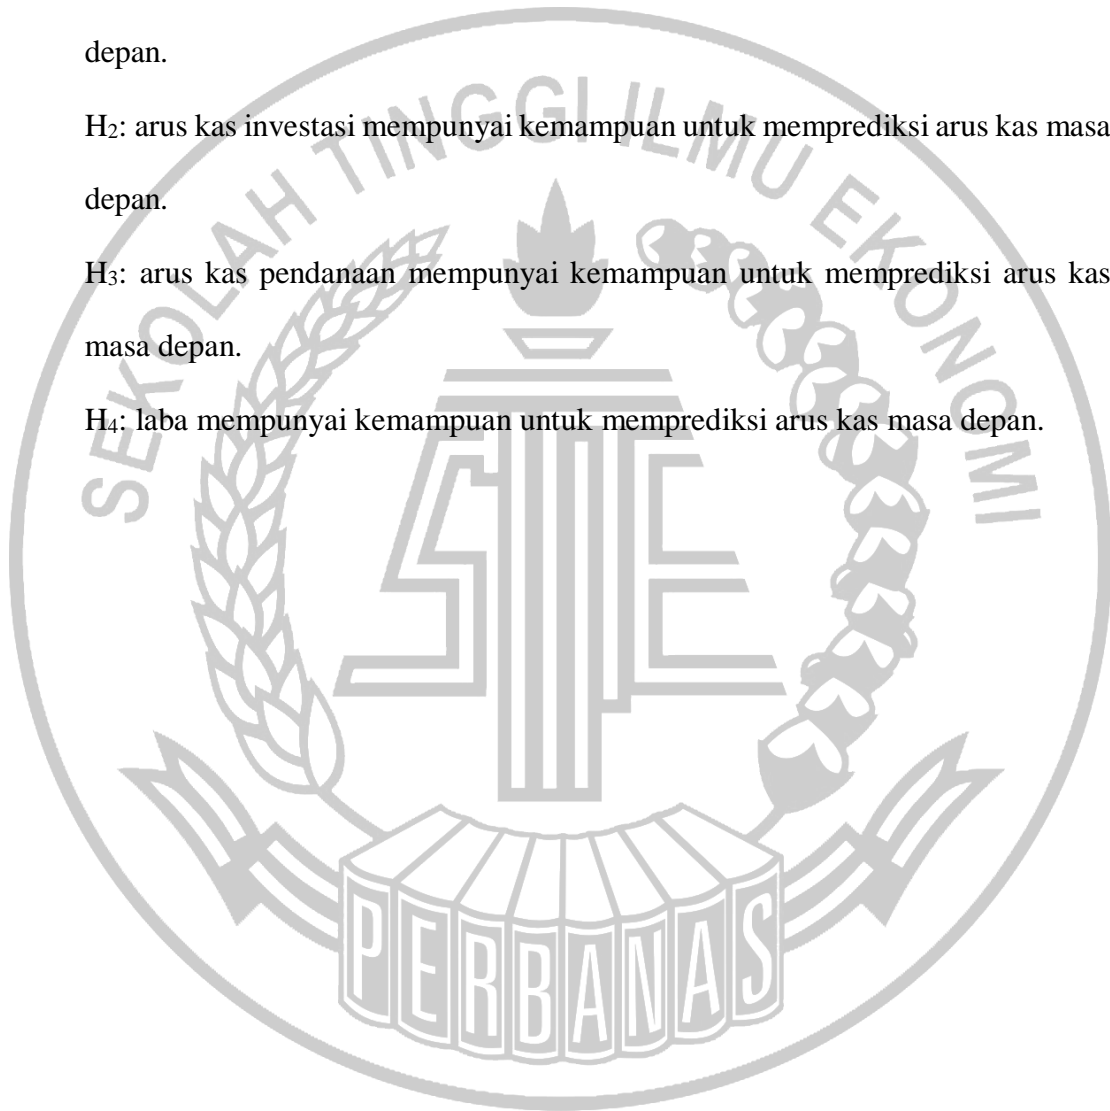 depan.
H₂: arus kas investasi mempunyai kemampuan untuk memprediksi arus kas masa
depan.
H₃: arus kas pendanaan mempunyai kemampuan untuk memprediksi arus kas
masa depan.
H₄: laba mempunyai kemampuan untuk memprediksi arus kas masa depan.
SEKOLAH TINGGI ILMU EKONOMI
STIE
PERBANAS